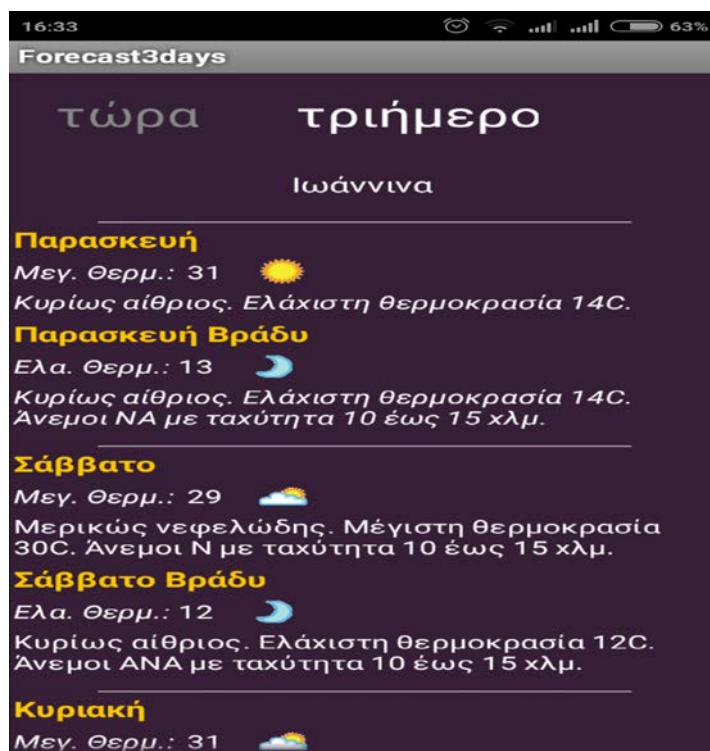 16:33
63%
Forecast3days
τώρα τριήμερο
Ιωάννινα
Παρασκευή
Μεγ. Θερμ.: 31
Κυρίως αίθριος. Ελάχιστη θερμοκρασία 14C.
Παρασκευή Βράδυ
Ελα. Θερμ.: 13
Κυρίως αίθριος. Ελάχιστη θερμοκρασία 14C.
Άνεμοι ΝΑ με ταχύτητα 10 έως 15 χλμ.
Σάββατο
Μεγ. Θερμ.: 29
Μερικώς νεφελώδης. Μέγιστη θερμοκρασία
30C. Άνεμοι Ν με ταχύτητα 10 έως 15 χλμ.
Σάββατο Βράδυ
Ελα. Θερμ.: 12
Κυρίως αίθριος. Ελάχιστη θερμοκρασία 12C.
Άνεμοι ΑΝΑ με ταχύτητα 10 έως 15 χλμ.
Κυριακή
Μεγ. Θερμ.: 31